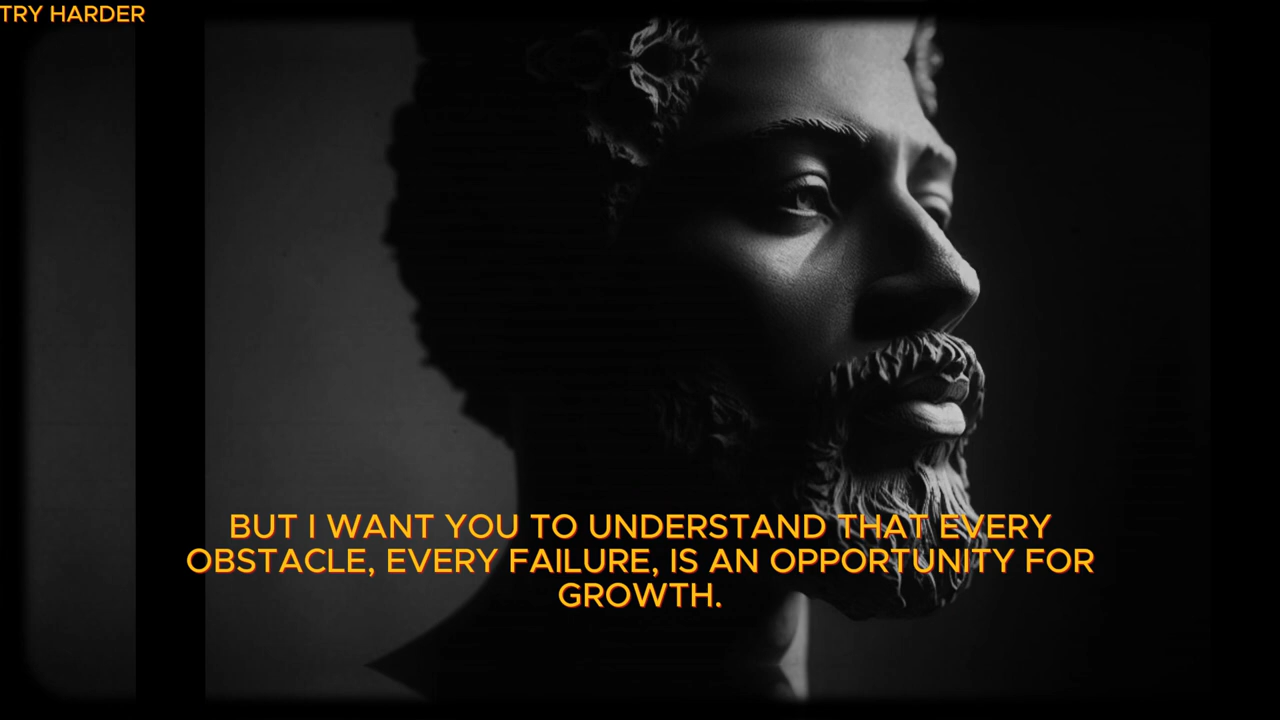 TRY HARDER
BUT I WANT YOU TO UNDERSTAND THAT EVERY
OBSTACLE, EVERY FAILURE, IS AN OPPORTUNITY FOR
GROWTH.